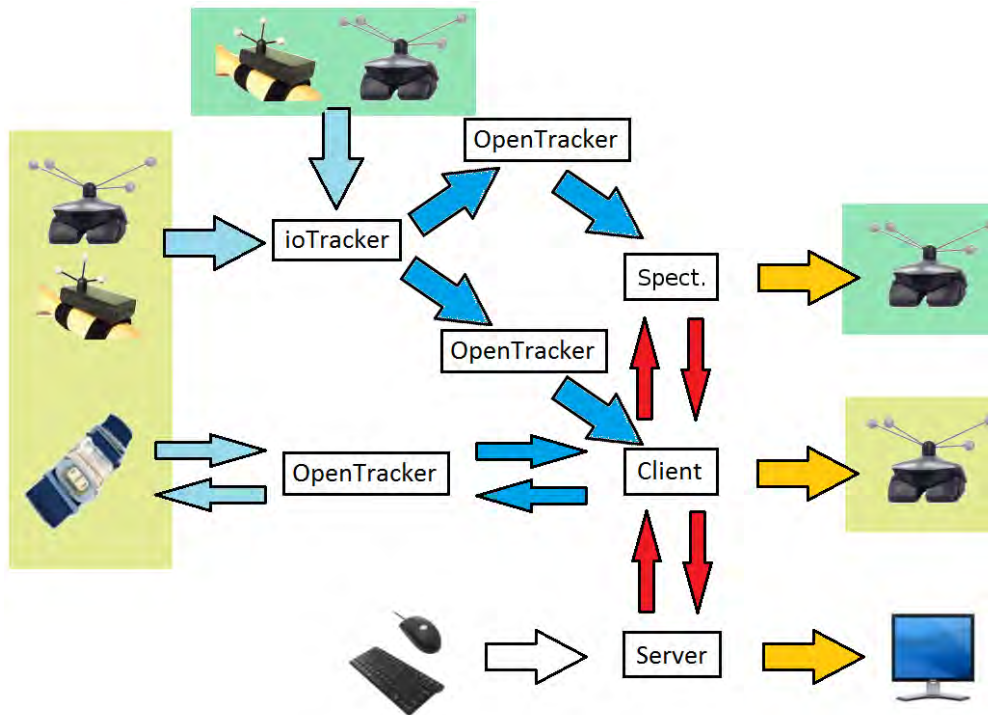 OpenTracker
ioTracker
Spect.
OpenTracker
OpenTracker
Client
Server